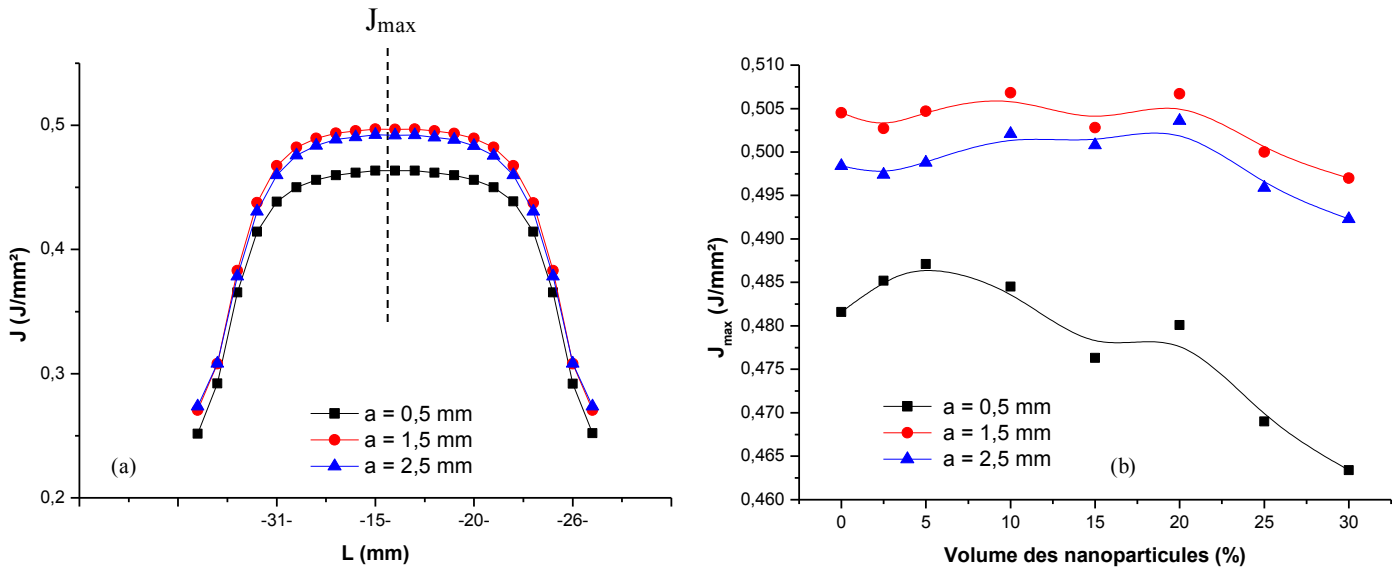 J_max
0,5
0,4
0,3
0,2
J (J/mm²)
-31-
-15-
-20-
-26-
L (mm)
a = 0,5 mm
a = 1,5 mm
a = 2,5 mm
(a)
0,510
0,505
0,500
0,495
0,490
0,485
0,480
0,475
0,470
0,465
0,460
J_max (J/mm²)
0
5
10
15
20
25
30
Volume des nanoparticules (%)
a = 0,5 mm
a = 1,5 mm
a = 2,5 mm
(b)